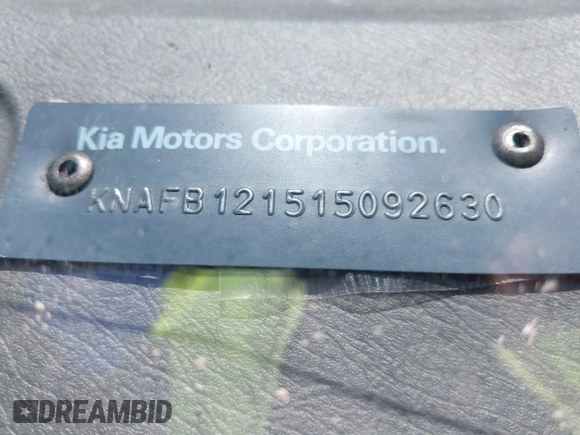 Kia Motors Corporation.
KNAFB121515092630
DREAMBID